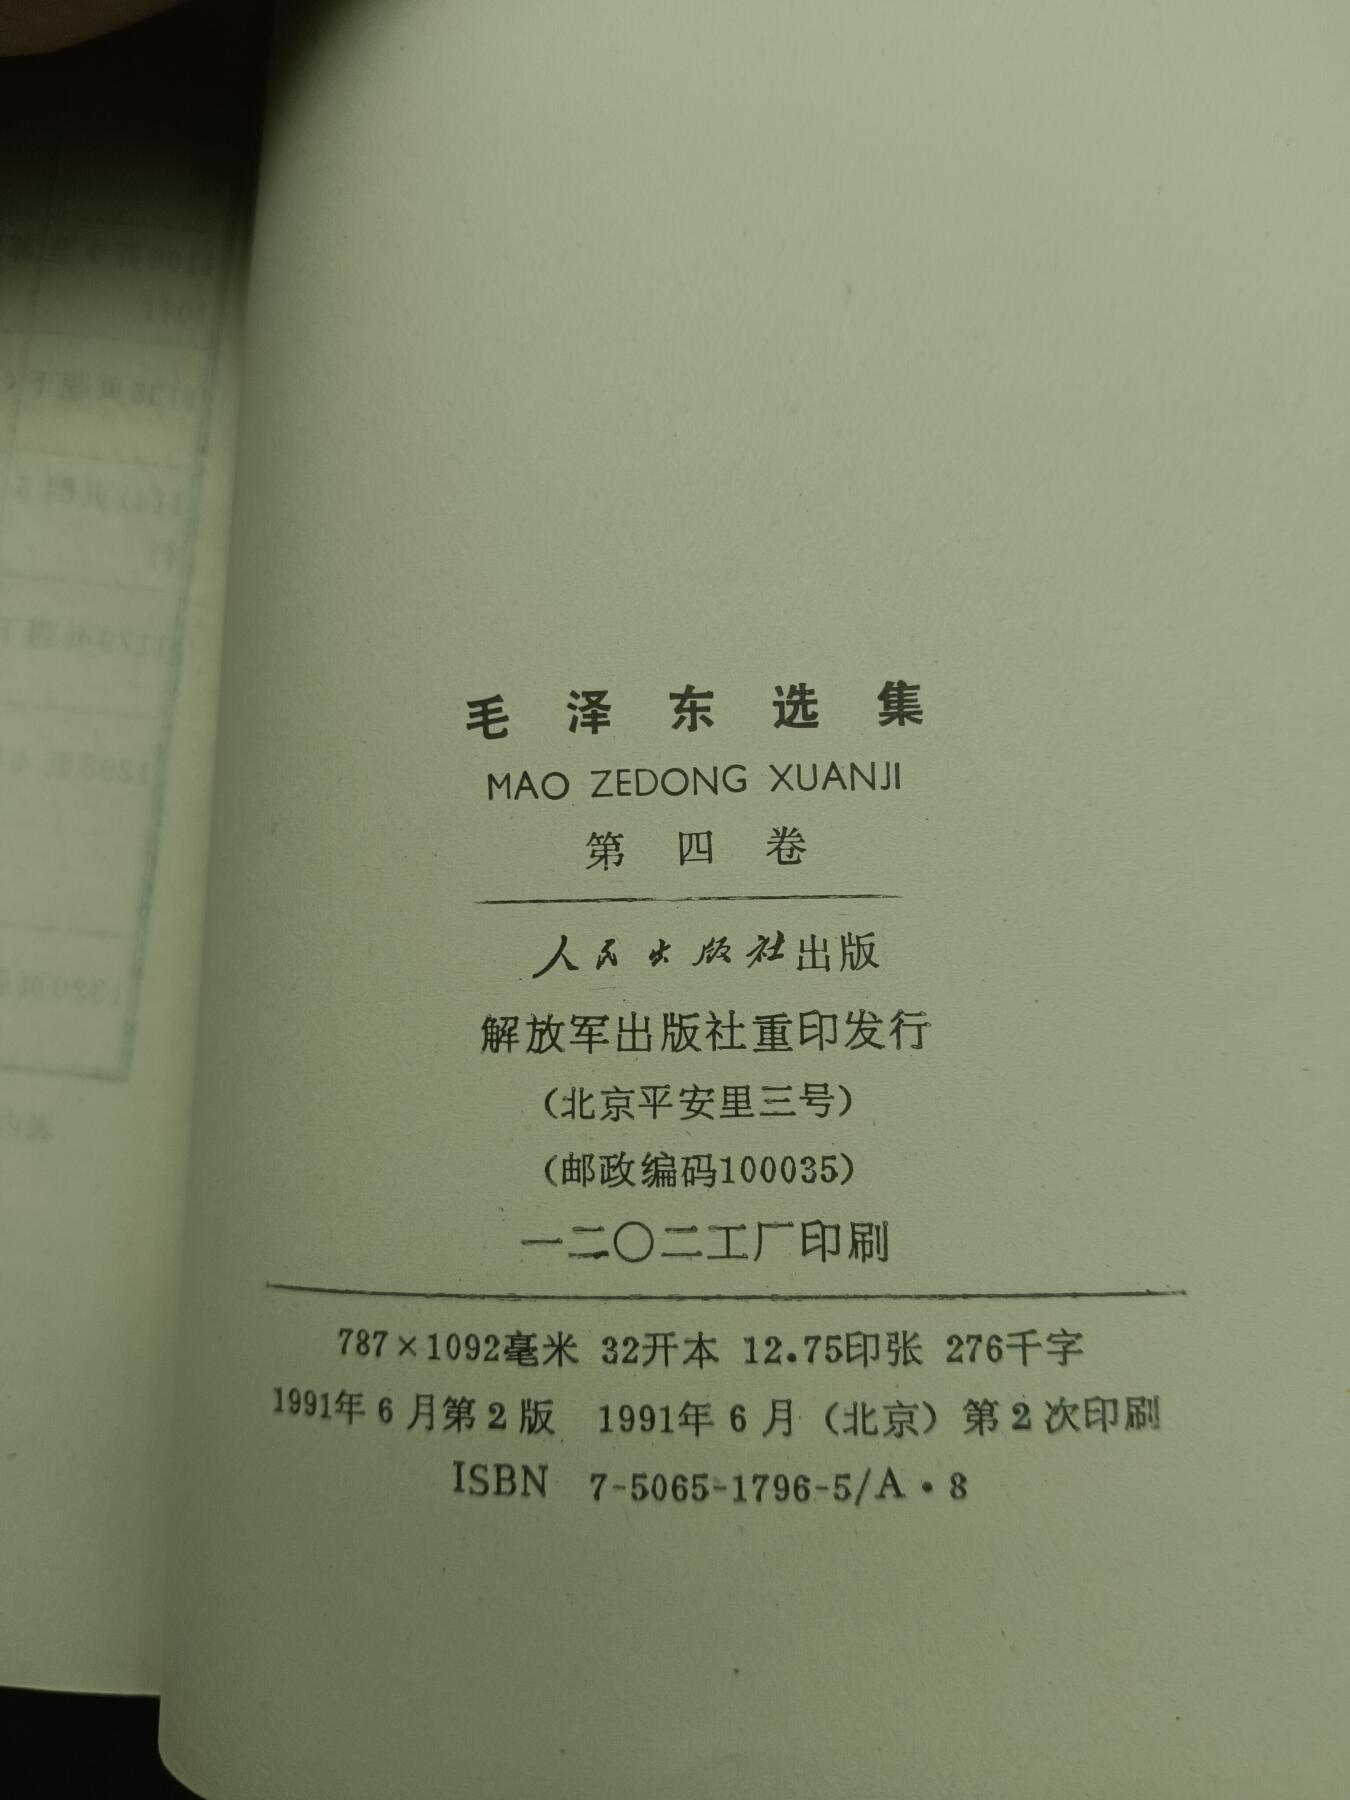 毛泽东选集
MAO ZEDONG XUANJI
第四卷
人民出版社出版
解放军出版社重印发行
（北京平安里三号）
（邮政编码100035）
一二〇二工厂印刷
787×1092毫米 32开本 12.75印张 276千字
1991年6月第2版 1991年6月（北京）第2次印刷
ISBN 7-5065-1796-5/A·8